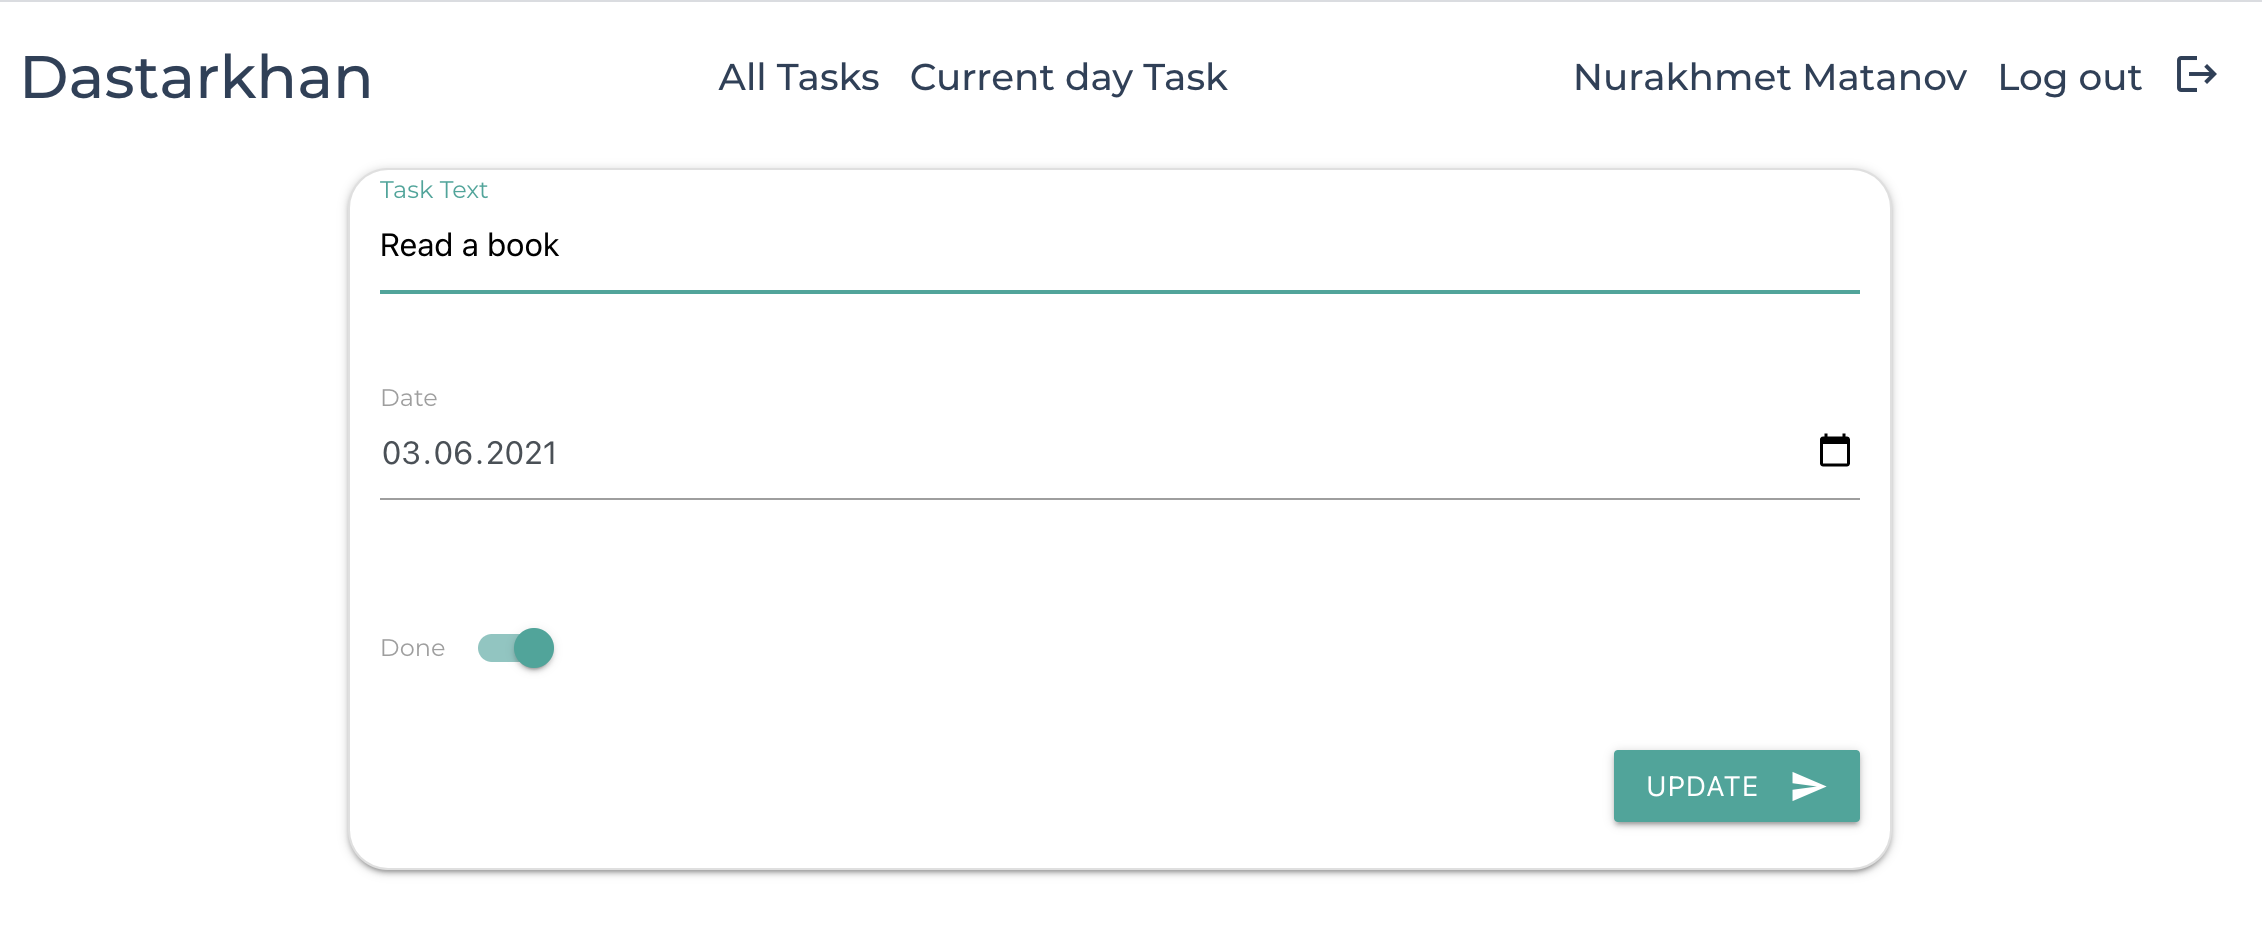 Dastarkhan
All Tasks Current day Task
Nurakhmet Matanov Log out
Task Text
Read a book
Date
03.06.2021
Done
UPDATE